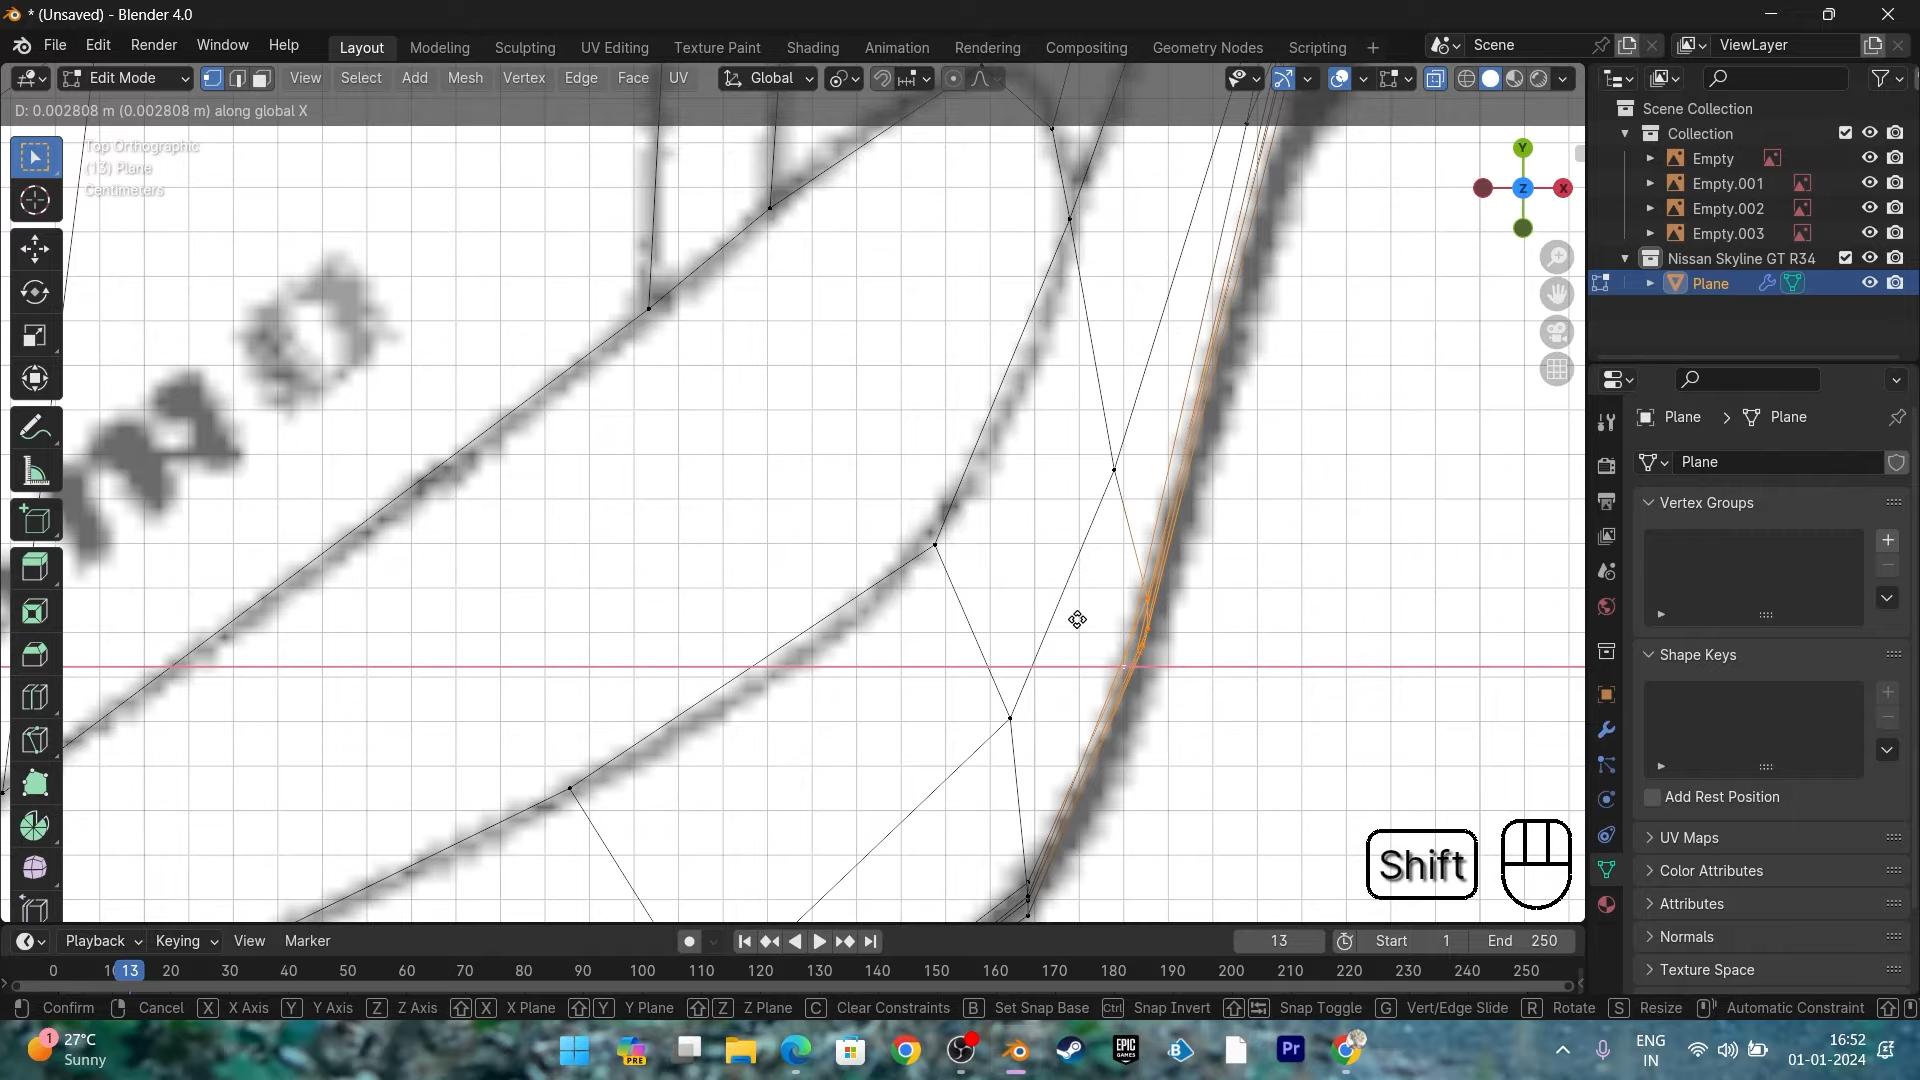 * (Unsaved) - Blender 4.0
File Edit Render Window Help Layout Modeling Sculpting UV Editing Texture Paint Shading Animation Rendering Compositing Geometry Nodes Scripting + Scene ViewLayer
Edit Mode View Select Add Mesh Vertex Edge Face UV Global
D: 0.002808 m (0.002808 m) along global X
Top Orthographic
(13) Plane
Centimeters
Y
Z X
Scene Collection
Collection
Empty
Empty.001
Empty.002
Empty.003
Nissan Skyline GT R34
Plane
Plane > Plane
Plane
Vertex Groups
Shape Keys
Add Rest Position
UV Maps
Color Attributes
Attributes
Normals
Texture Space
Shift
Playback Keying View Marker 13 Start 1 End 250
0 13 20 30 40 50 60 70 80 90 100 110 120 130 140 150 160 170 180 190 200 210 220 230 240 250
Confirm Cancel X X Axis Y Y Axis Z Z Axis X X Plane Y Y Plane Z Z Plane C Clear Constraints B Set Snap Base Ctrl Snap Invert Snap Toggle G Vert/Edge Slide R Rotate S Resize Automatic Constraint
1 27°C
Sunny
PRE
EPIC GAMES
Pr
ENG
IN
16:52
01-01-2024